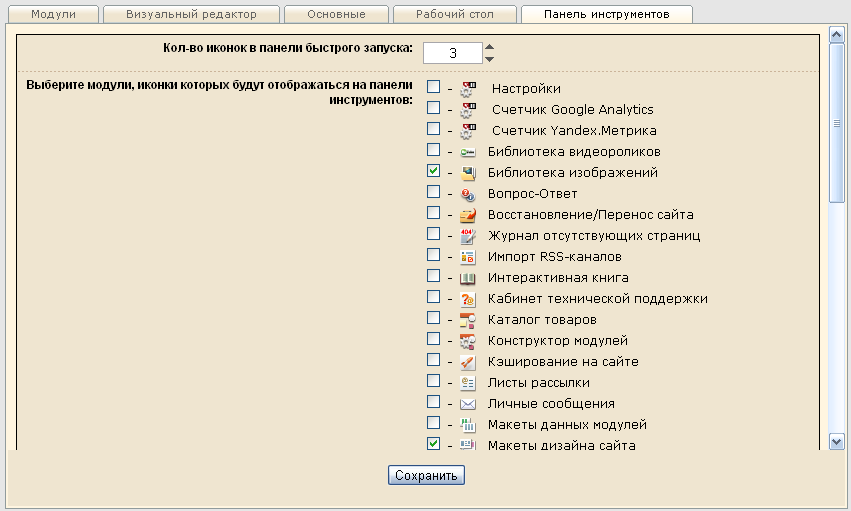 Модули Визуальный редактор Основные Рабочий стол Панель инструментов
Кол-во иконок в панели быстрого запуска: 3
Выберите модули, иконки которых будут отображаться на панели
инструментов:
- Настройки
- Счетчик Google Analytics
- Счетчик Yandex.Метрика
- Библиотека видеороликов
- Библиотека изображений
- Вопрос-Ответ
- Восстановление/Перенос сайта
- Журнал отсутствующих страниц
- Импорт RSS-каналов
- Интерактивная книга
- Кабинет технической поддержки
- Каталог товаров
- Конструктор модулей
- Кэширование на сайте
- Листы рассылки
- Личные сообщения
- Макеты данных модулей
- Макеты дизайна сайта
Сохранить